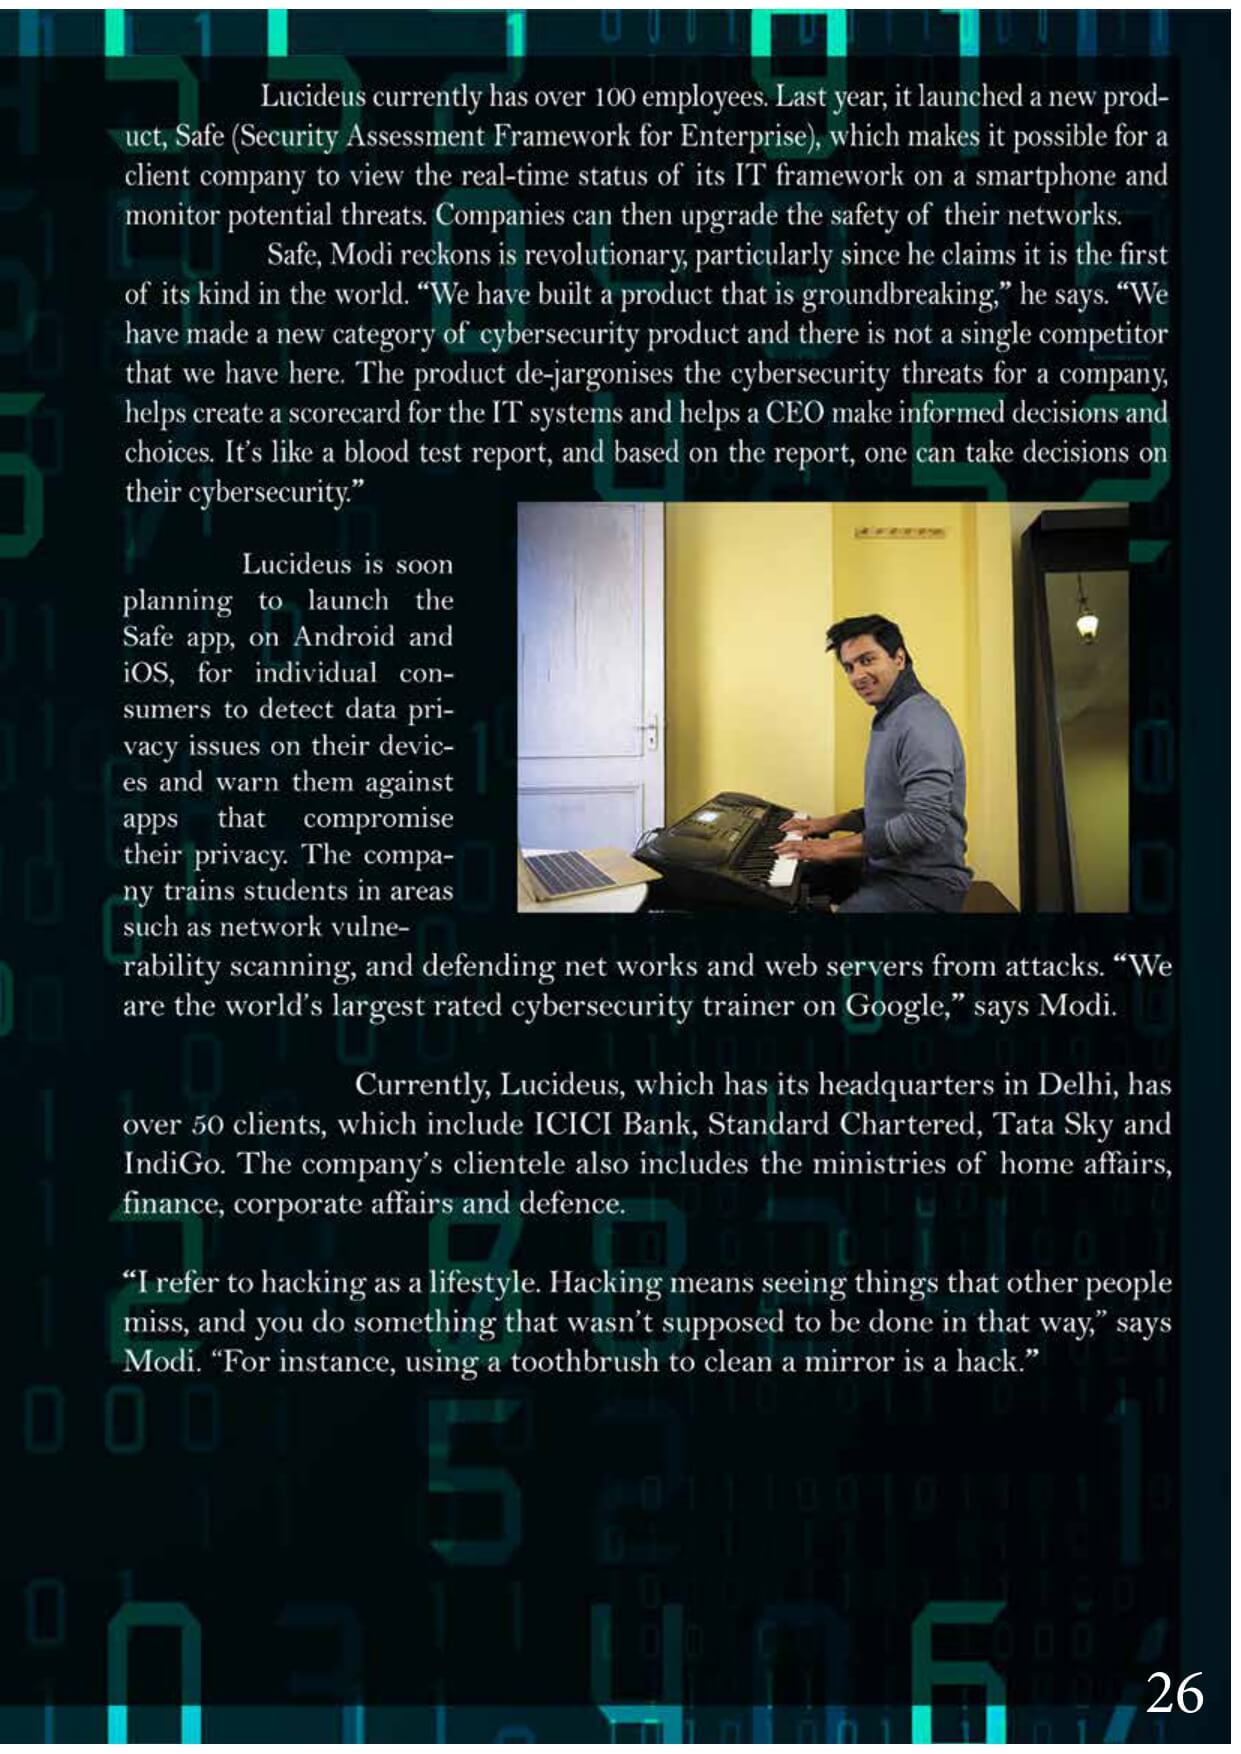 Lucideus currently has over 100 employees. Last year, it launched a new prod-
uct, Safe (Security Assessment Framework for Enterprise), which makes it possible for a
client company to view the real-time status of its IT framework on a smartphone and
monitor potential threats. Companies can then upgrade the safety of their networks.
Safe, Modi reckons is revolutionary, particularly since he claims it is the first
of its kind in the world. “We have built a product that is groundbreaking,” he says. “We
have made a new category of cybersecurity product and there is not a single competitor
that we have here. The product de-jargonises the cybersecurity threats for a company,
helps create a scorecard for the IT systems and helps a CEO make informed decisions and
choices. It’s like a blood test report, and based on the report, one can take decisions on
their cybersecurity.”
Lucideus is soon
planning to launch the
Safe app, on Android and
iOS, for individual con-
sumers to detect data pri-
vacy issues on their devic-
es and warn them against
apps that compromise
their privacy. The compa-
ny trains students in areas
such as network vulne-
rability scanning, and defending net works and web servers from attacks. “We
are the world’s largest rated cybersecurity trainer on Google,” says Modi.
Currently, Lucideus, which has its headquarters in Delhi, has
over 50 clients, which include ICICI Bank, Standard Chartered, Tata Sky and
IndiGo. The company’s clientele also includes the ministries of home affairs,
finance, corporate affairs and defence.
“I refer to hacking as a lifestyle. Hacking means seeing things that other people
miss, and you do something that wasn’t supposed to be done in that way,” says
Modi. “For instance, using a toothbrush to clean a mirror is a hack.”
26